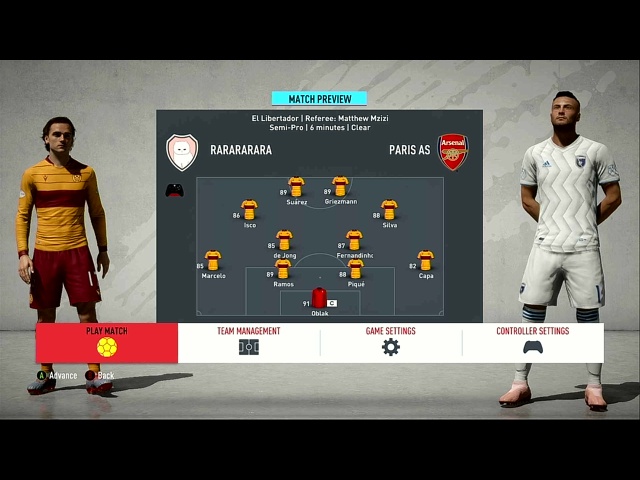 MATCH PREVIEW
El Libertador | Referee: Matthew Mzizi
Semi-Pro | 6 minutes | Clear
RARARARARA
PARIS AS
Arsenal
89
Suárez
89
Griezmann
86
Isco
88
Silva
85
de Jong
87
Fernandinho
85
Marcelo
89
Ramos
88
Piqué
82
Capa
91
C
Oblak
PLAY MATCH
TEAM MANAGEMENT
GAME SETTINGS
CONTROLLER SETTINGS
A Advance
Back